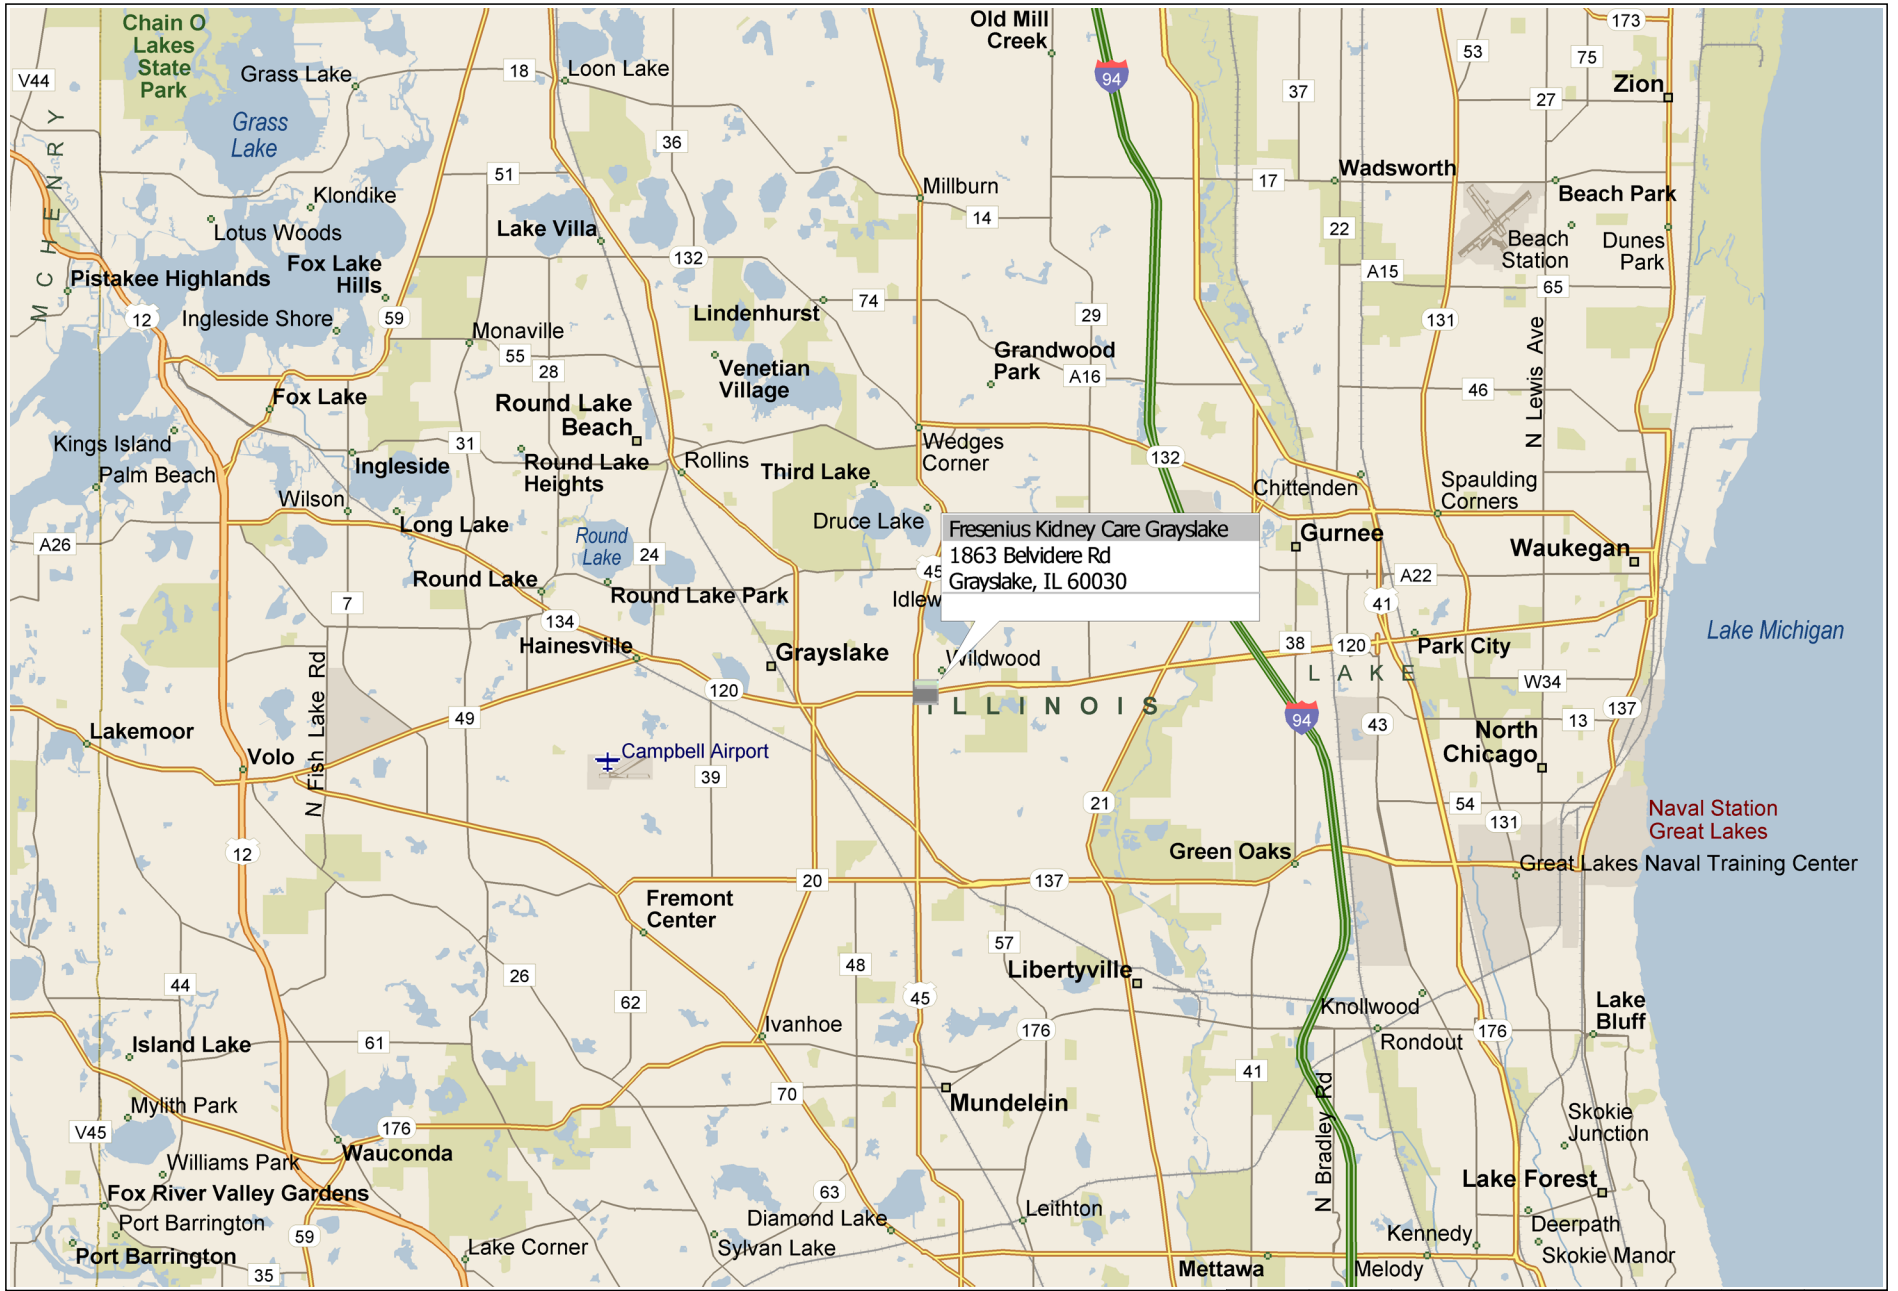 Chain O
Lakes
State
Park
Grass Lake
18
Loon Lake
Old Mill
Creek
94
53
173
75
V44
37
27
Zion
Grass
Lake
36
MCHENRY
51
Klondike
Millburn
17
Wadsworth
Beach Park
Lotus Woods
Lake Villa
14
22
Beach
Station
Dunes
Park
Fox Lake
Hills
132
A15
65
Pistakee Highlands
12
Ingleside Shore
59
Lindenhurst
74
29
131
Monaville
55
28
Venetian
Village
Grandwood
Park
A16
46
N Lewis Ave
Fox Lake
Round Lake
Beach
Kings Island
31
Wedges
Corner
132
Palm Beach
Ingleside
Round Lake
Heights
Rollins
Third Lake
Chittenden
Spaulding
Corners
Wilson
Long Lake
Druce Lake
Fresenius Kidney Care Grayslake
1863 Belvidere Rd
Grayslake, IL 60030
Gurnee
Waukegan
A26
Round
Lake
24
45
A22
Round Lake
Round Lake Park
Idlew
41
7
134
Hainesville
Grayslake
Wildwood
38
120
Park City
Lake Michigan
N Fish Lake Rd
120
ILLINOIS
LAKE
W34
49
94
43
13
137
Lakemoor
Volo
Campbell Airport
39
North
Chicago
21
54
131
Naval Station
Great Lakes
12
Green Oaks
Great Lakes Naval Training Center
20
137
Fremont
Center
44
26
62
48
57
45
Libertyville
Knollwood
Lake
Bluff
Ivanhoe
176
176
Rondout
Island Lake
61
41
N Bradley Rd
Mylith Park
70
Mundelein
V45
176
Wauconda
Skokie
Junction
Williams Park
Fox River Valley Gardens
63
Lake Forest
Port Barrington
59
Diamond Lake
Leithton
Deerpath
Port Barrington
Lake Corner
Sylvan Lake
Kennedy
Skokie Manor
35
Mettawa
Melody